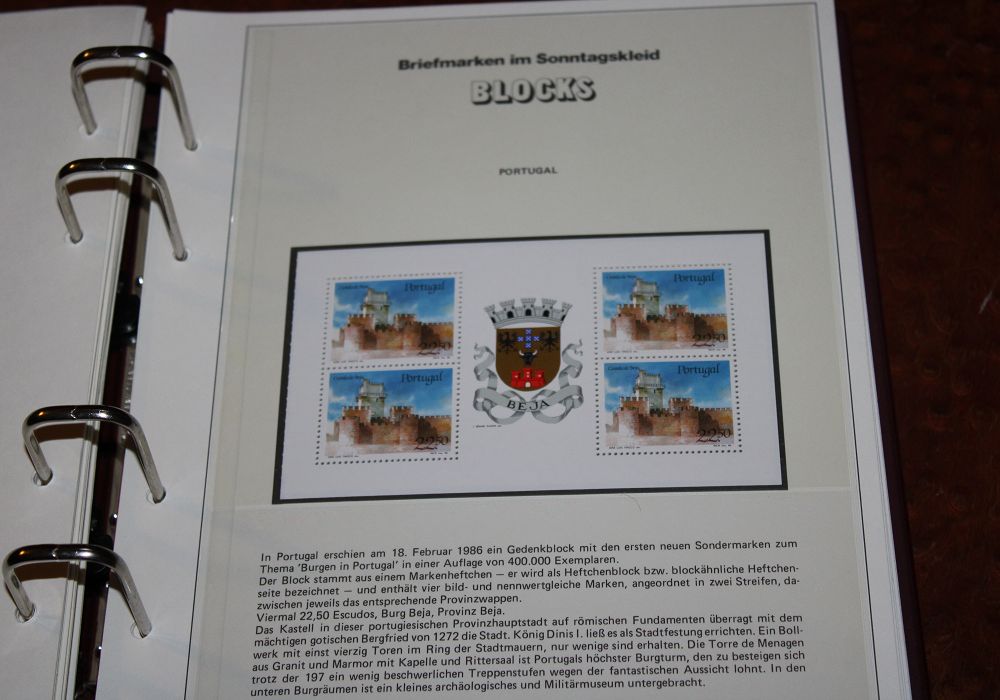 Briefmarken im Sonntagskleid
BLOCKS
PORTUGAL
Portugal
22.50
Portugal
22.50
BEJA
Portugal
22.50
Portugal
22.50
In Portugal erschien am 18. Februar 1986 ein Gedenkblock mit den ersten neuen Sondermarken zum
Thema 'Burgen in Portugal' in einer Auflage von 400.000 Exemplaren.
Der Block stammt aus einem Markenheftchen — er wird als Heftchenblock bzw. blockähnliche Heftchen-
seite bezeichnet — und enthält vier bild- und nennwertgleiche Marken, angeordnet in zwei Streifen, da-
zwischen jeweils das entsprechende Provinzwappen.
Viermal 22,50 Escudos, Burg Beja, Provinz Beja.
Das Kastell in dieser portugiesischen Provinzhauptstadt auf römischen Fundamenten überragt mit dem
mächtigen gotischen Bergfried von 1272 die Stadt. König Dinis I. ließ es als Stadtfestung errichten. Ein Boll-
werk mit einst vierzig Toren im Ring der Stadtmauern, nur wenige sind erhalten. Die Torre de Menagen
aus Granit und Marmor mit Kapelle und Rittersaal ist Portugals höchster Burgturm, den zu besteigen sich
trotz der 197 ein wenig beschwerlichen Treppenstufen wegen der fantastischen Aussicht lohnt. In den
unteren Burgräumen ist ein kleines archäologisches und Militärmuseum untergebracht.